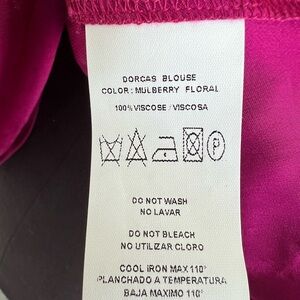 DORCAS BLOUSE
COLOR: MULBERRY FLORAL
100% VISCOSE / VISCOSA
P
DO NOT WASH
NO LAVAR
DO NOT BLEACH
NO UTILIZAR CLORO
COOL IRON MAX 110°
PLANCHADO A TEMPERATURA
BAJA MAXIMO 110°